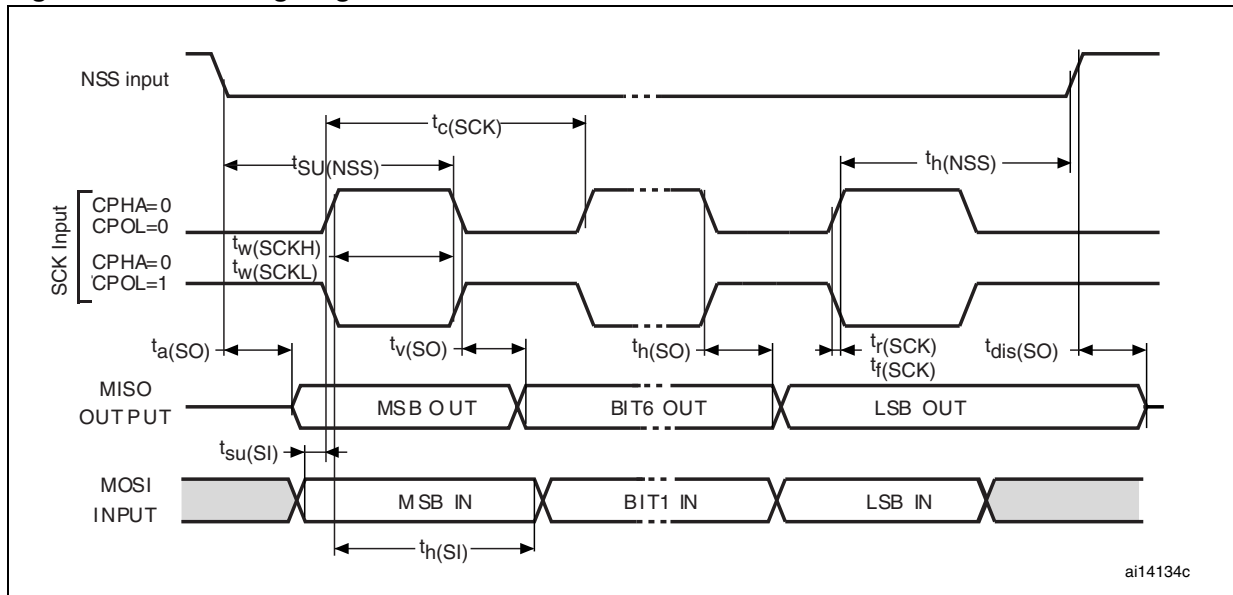 NSS input
tc(SCK)
tSU(NSS)
th(NSS)
SCK Input
CPHA=0
CPOL=0
tw(SCKH)
CPHA=0
tw(SCKL)
CPOL=1
ta(SO)
tv(SO)
th(SO)
tr(SCK)
tf(SCK)
tdis(SO)
MISO
OUTPUT
MSB OUT
BIT6 OUT
LSB OUT
tsu(SI)
MOSI
INPUT
MSB IN
BIT1 IN
LSB IN
th(SI)
ai14134c